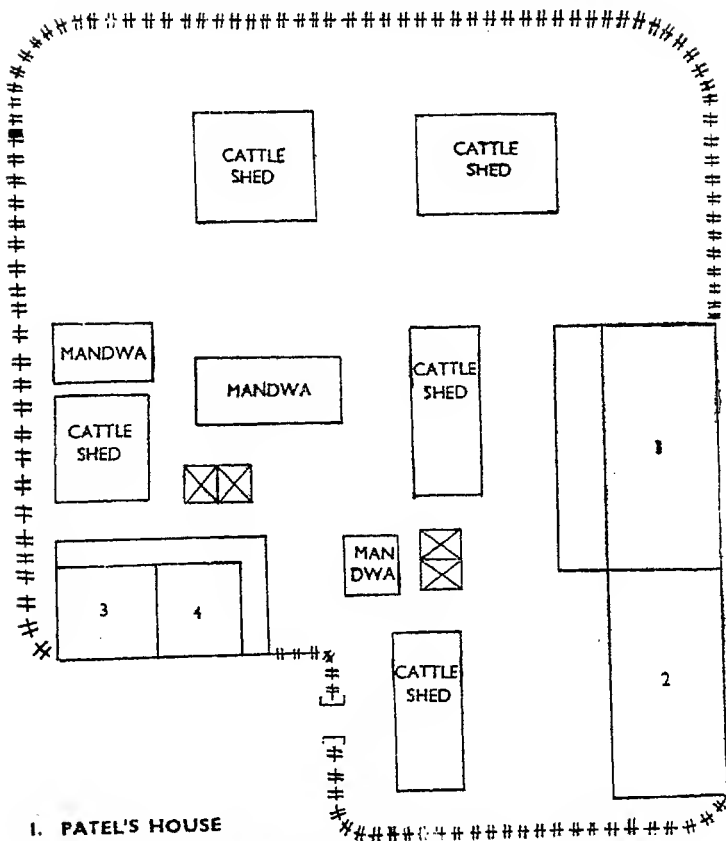 CATTLE
SHED
CATTLE
SHED
MANDWA
MANDWA
CATTLE
SHED
CATTLE
SHED
1
MAN
DWA
3
4
CATTLE
SHED
2
1. PATEL'S HOUSE